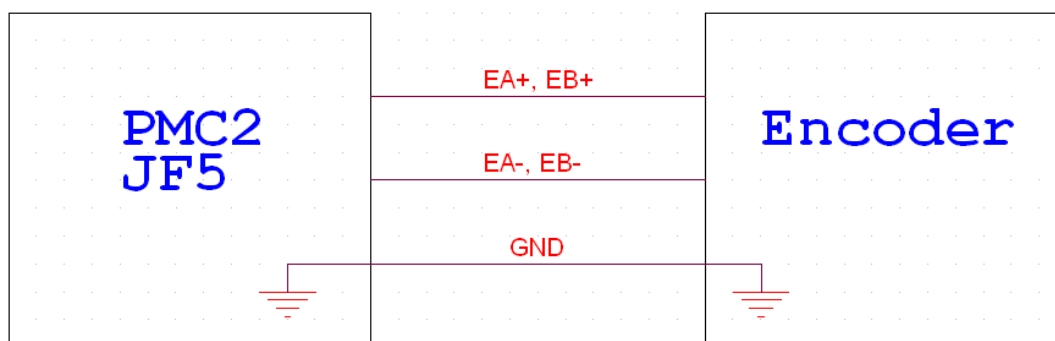 EA+, EB+
PMC2
JF5
Encoder
EA-, EB-
GND